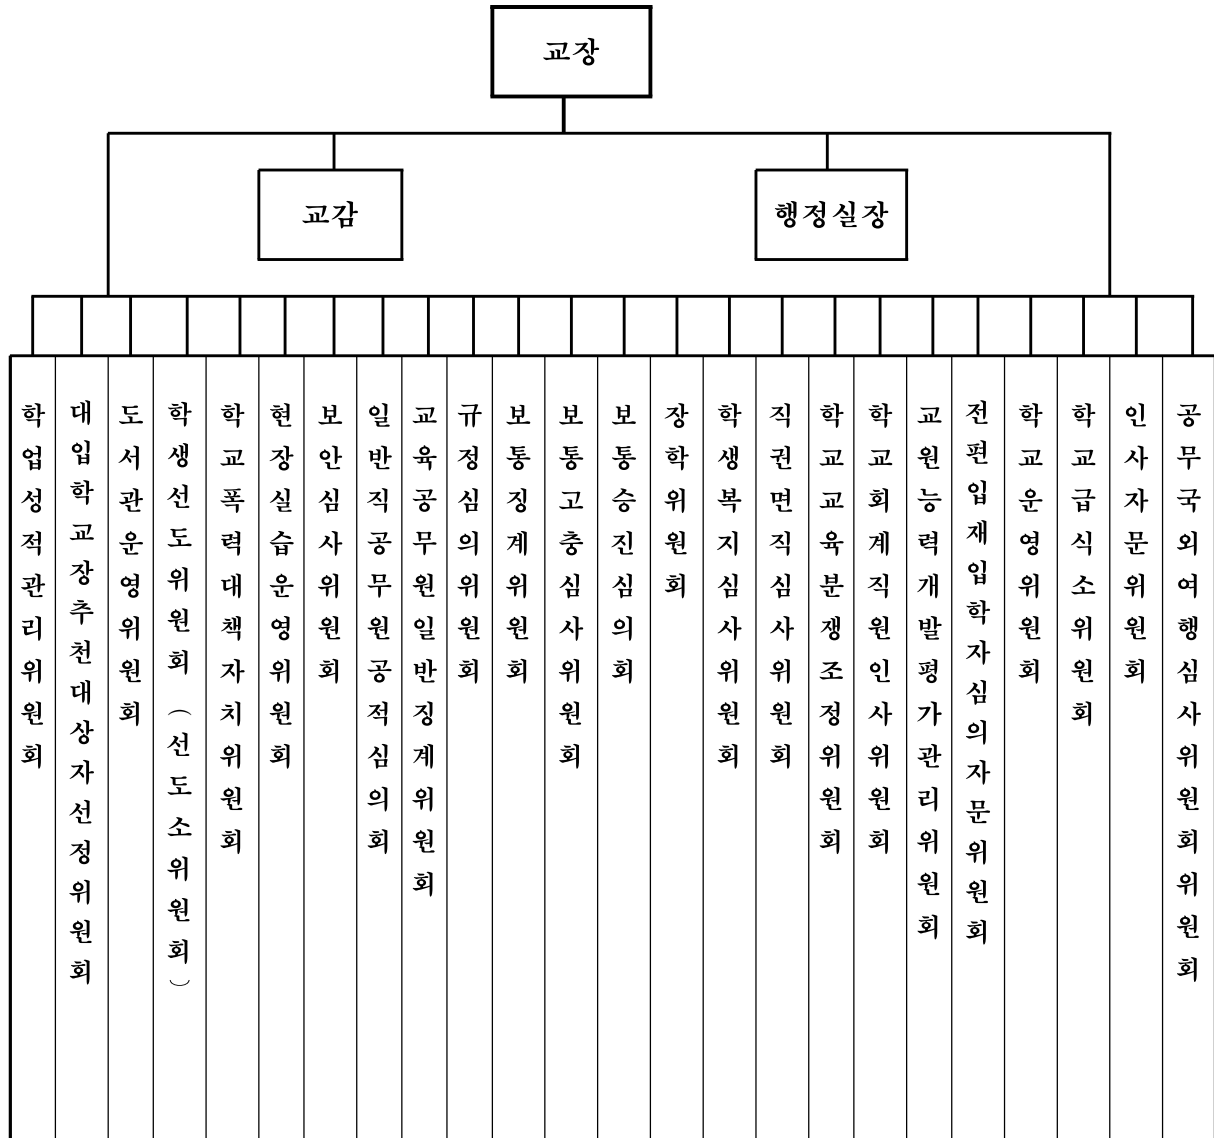 교장
교감
행정실장
학업성적관리위원회
대입학교장추천대상자선정위원회
도서관운영위원회
학생선도위원회(선도소위원회)
학교폭력대책자치위원회
현장실습운영위원회
보안심사위원회
일반직공무원공적심의회
교육공무원일반징계위원회
규정심의위원회
보통징계위원회
보통고충심사위원회
보통승진심의회
장학위원회
학생복지심사위원회
직권면직심사위원회
학교교육분쟁조정위원회
학교회계직원인사위원회
교원능력개발평가관리위원회
전편입재입학자심의자문위원회
학교운영위원회
학교급식소위원회
인사자문위원회
공무국외여행심사위원회위원회